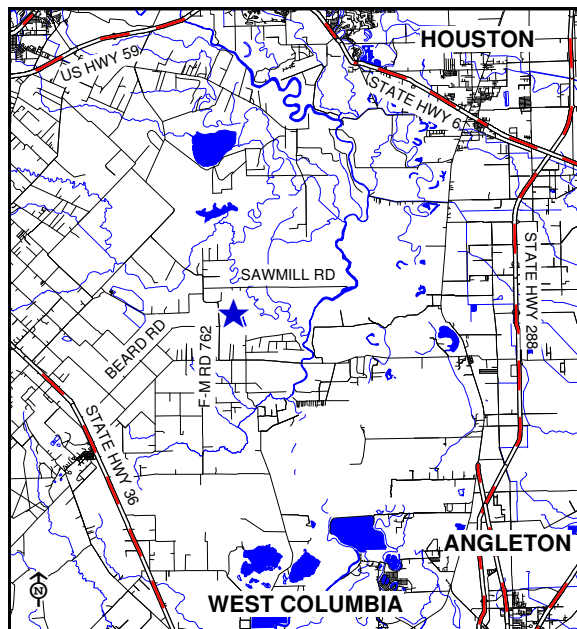 HOUSTON
US HWY 59
STATE HWY 6
STATE HWY 288
SAWMILL RD
BEARD RD
F-M RD 762
STATE HWY 36
ANGLETON
WEST COLUMBIA
N